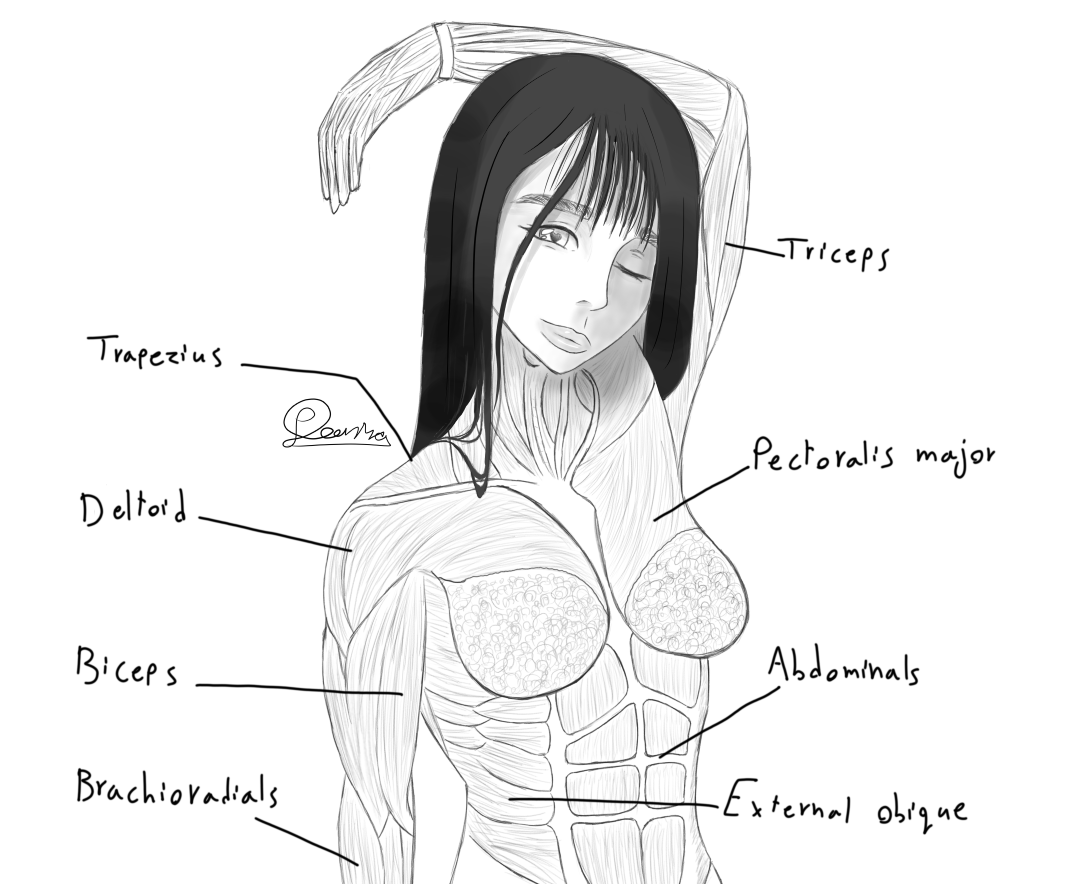 Triceps
Trapezius
Pectoralis major
Deltoid
Biceps
Abdominals
Brachioradials
External obique